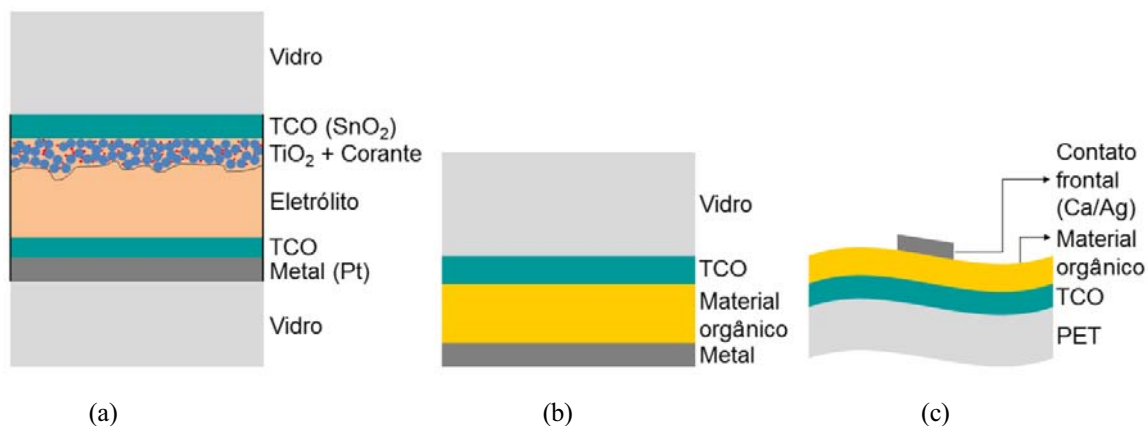 Vidro
TCO (SnO₂)
TiO₂ + Corante
Eletrólito
TCO
Metal (Pt)
Vidro
(a)
Vidro
TCO
Material
orgânico
Metal
(b)
Contato
frontal
(Ca/Ag)
Material
orgânico
TCO
PET
(c)